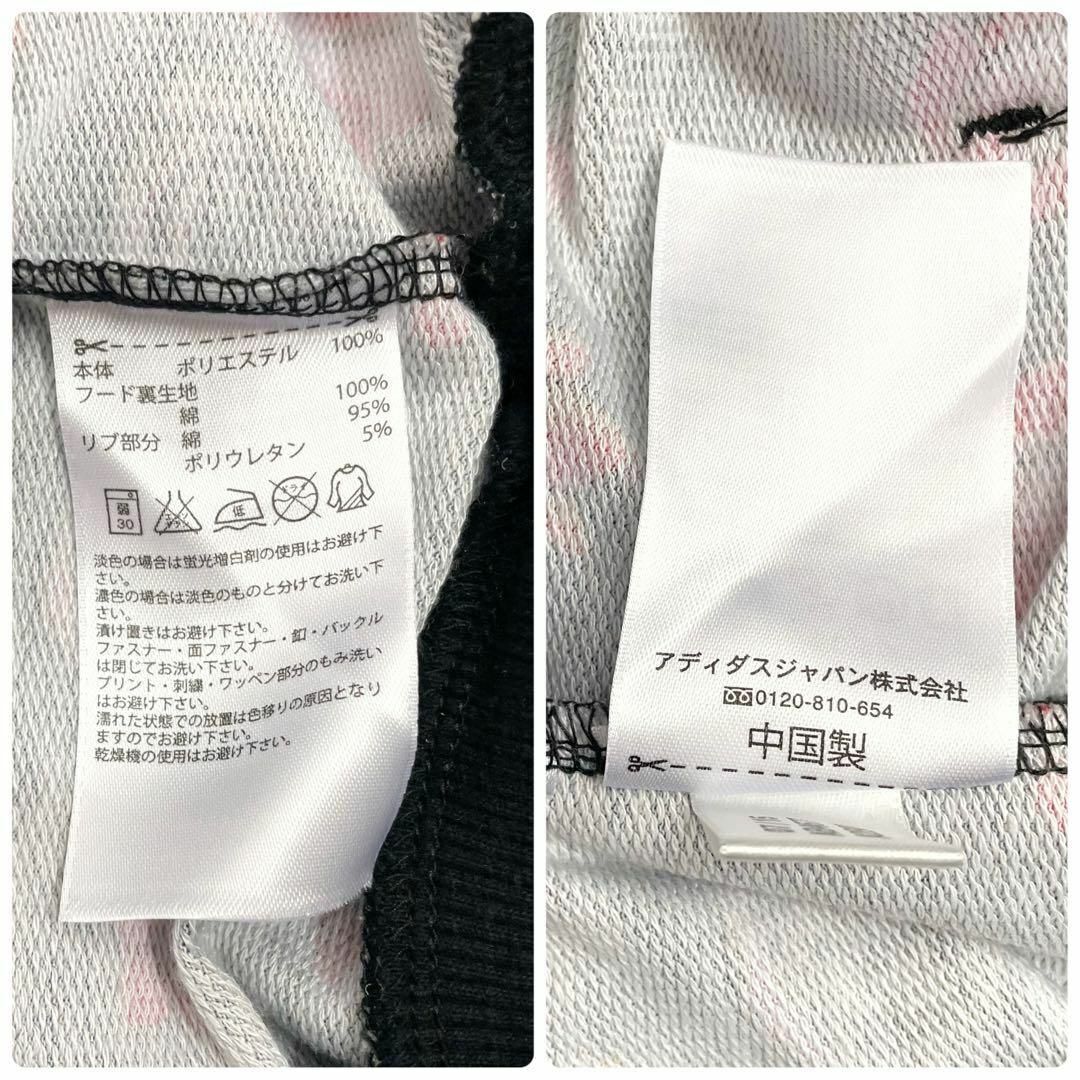 本体 ポリエステル 100%
フード裏生地
綿 100%
リブ部分 綿 95%
ポリウレタン 5%
弱
30
エンソ
サラシ
低
ドライ
淡色の場合は蛍光増白剤の使用はお避け下
さい。
濃色の場合は淡色のものと分けてお洗い下
さい。
漬け置きはお避け下さい。
ファスナー・面ファスナー・釦・バックル
は閉じてお洗い下さい。
プリント・刺繍・ワッペン部分のもみ洗い
はお避け下さい。
濡れた状態での放置は色移りの原因となり
ますのでお避け下さい。
乾燥機の使用はお避け下さい。
アディダスジャパン株式会社
0120-810-654
中国製